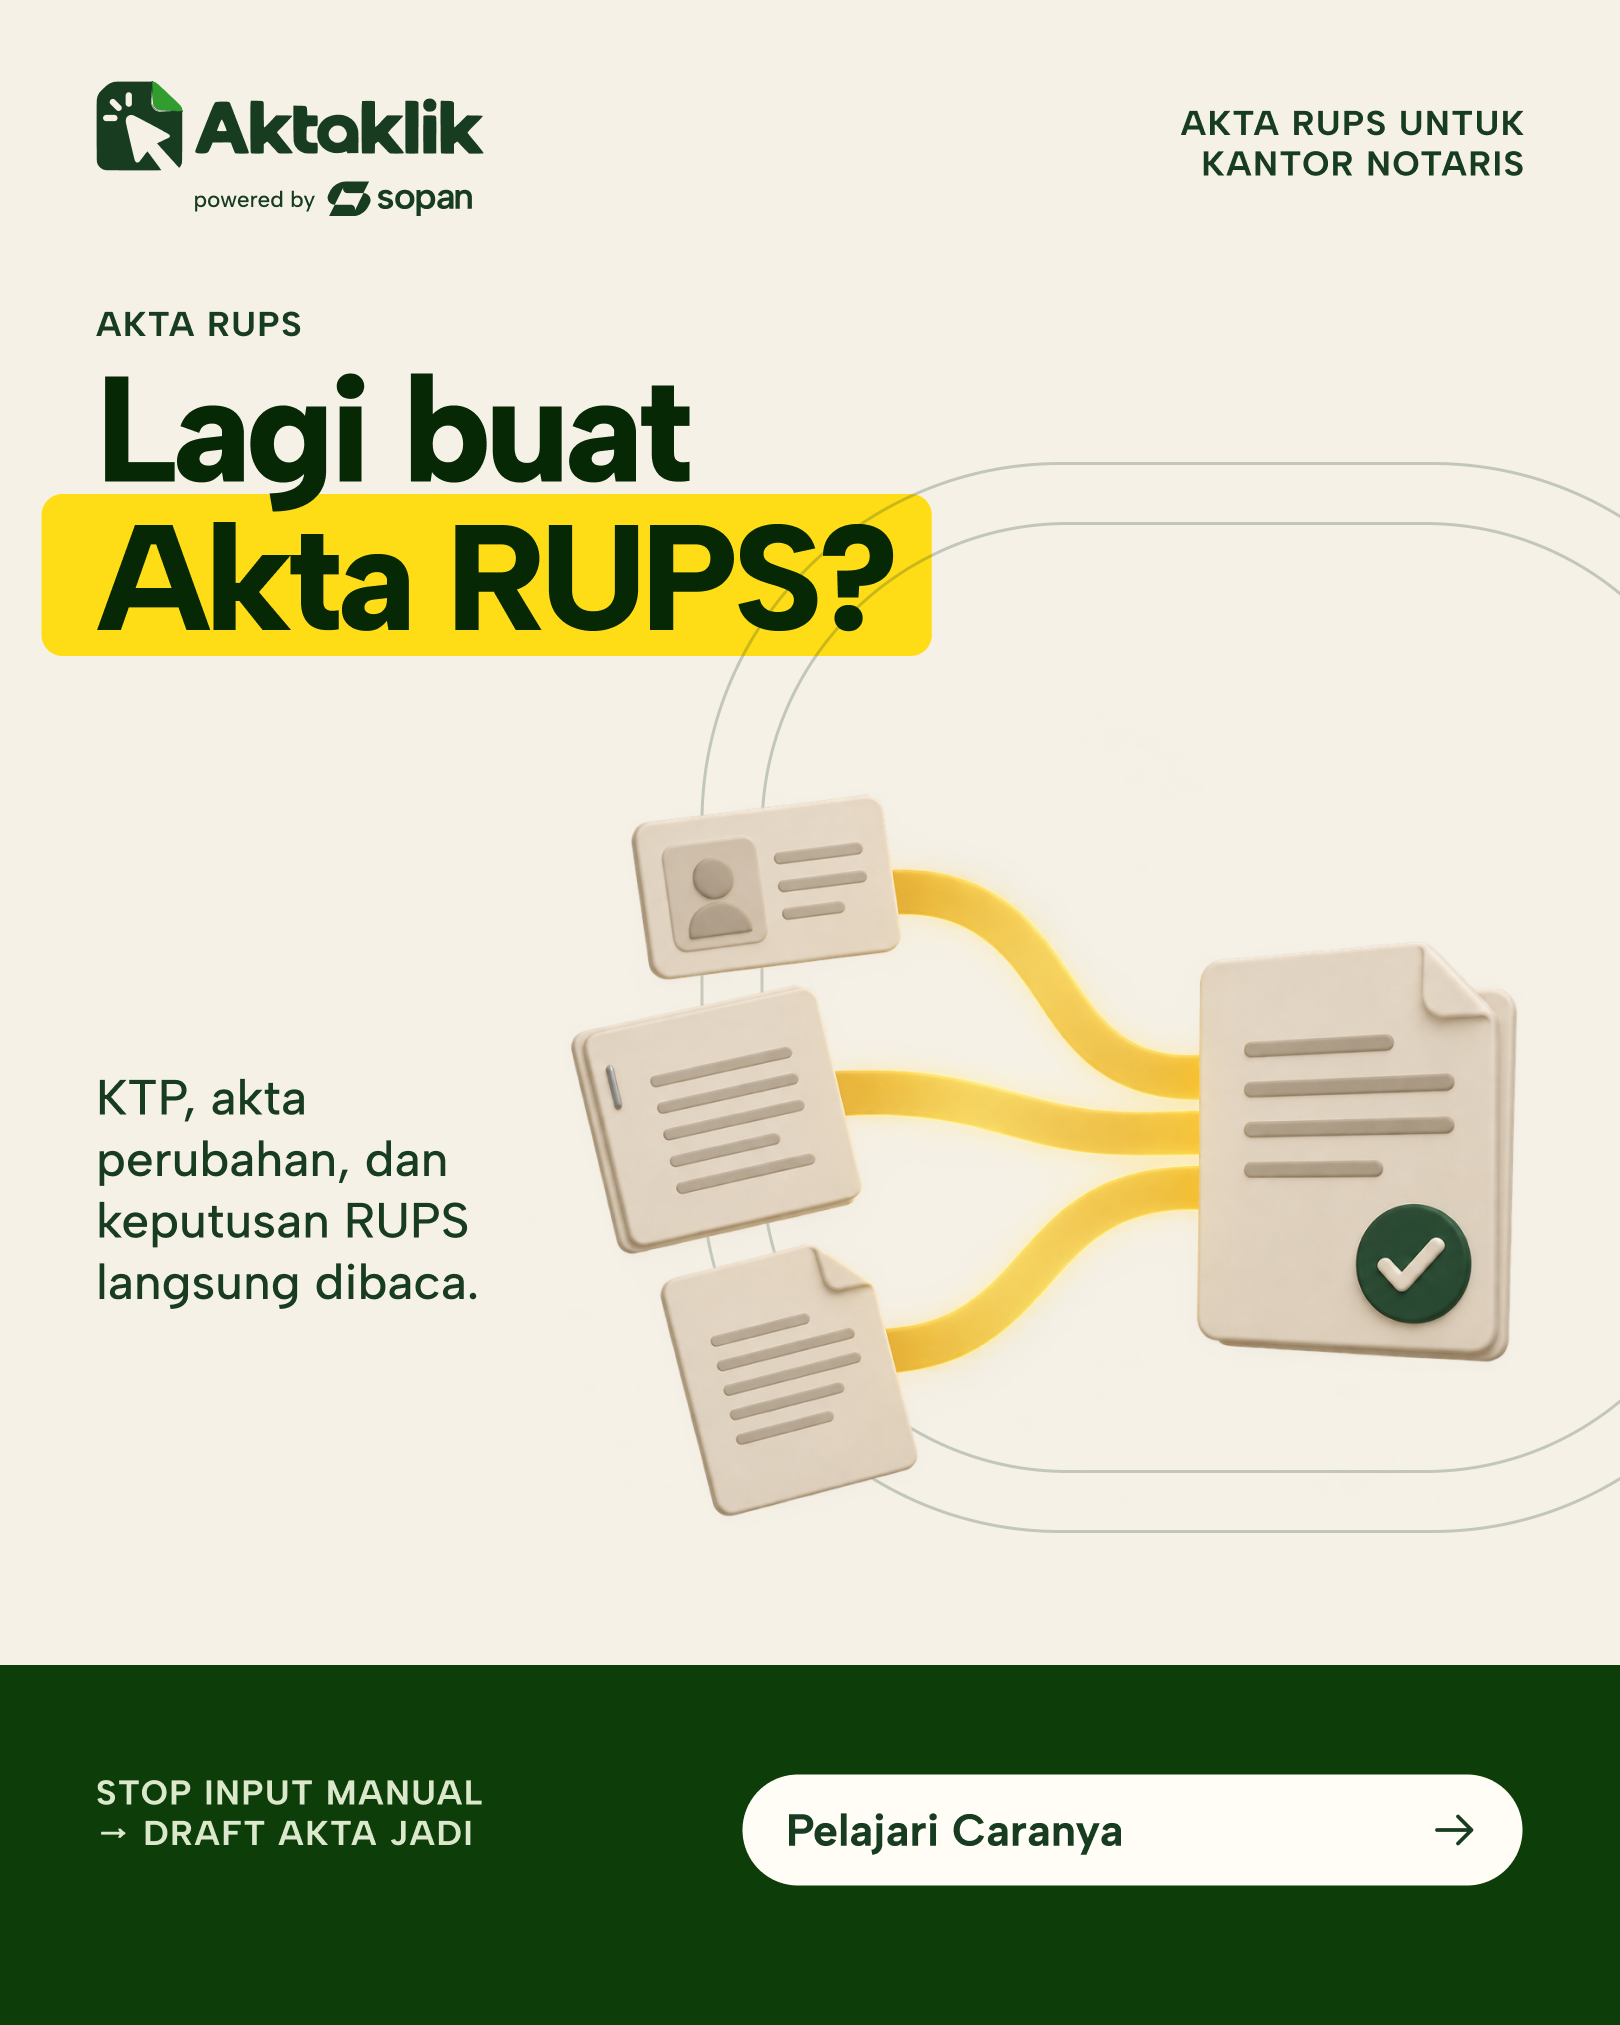 Aktaklik
powered by sopan
AKTA RUPS UNTUK
KANTOR NOTARIS
AKTA RUPS
Lagi buat
Akta RUPS?
KTP, akta
perubahan, dan
keputusan RUPS
langsung dibaca.
STOP INPUT MANUAL
→ DRAFT AKTA JADI
Pelajari Caranya →